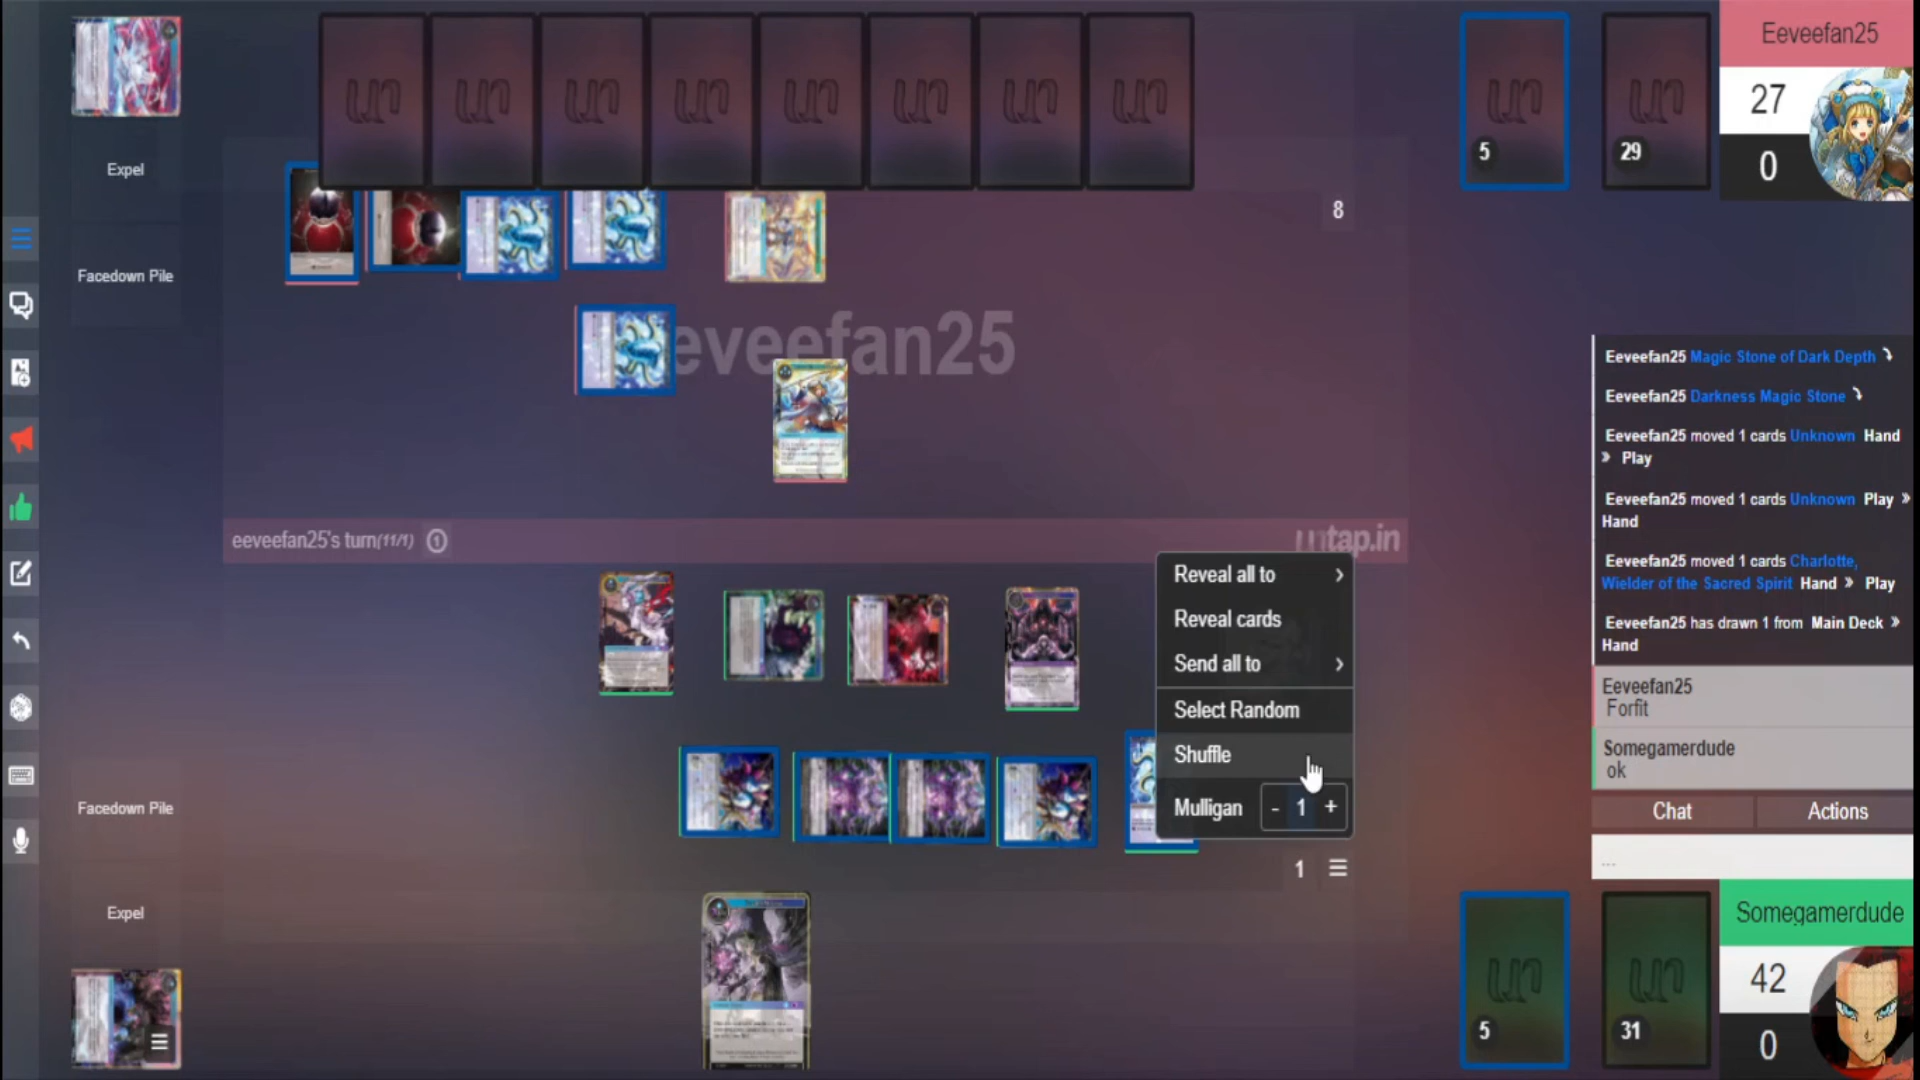 Eeveefan25
27
0
5
29
Expel
Facedown Pile
8
eeveefan25
eeveefan25's turn(11/1) 1
untap.in
Eeveefan25 Magic Stone of Dark Depth
Eeveefan25 Darkness Magic Stone
Eeveefan25 moved 1 cards Unknown Hand
» Play
Eeveefan25 moved 1 cards Unknown Play »
Hand
Eeveefan25 moved 1 cards Charlotte,
Wielder of the Sacred Spirit Hand » Play
Eeveefan25 has drawn 1 from Main Deck »
Hand
Eeveefan25
Forfit
Somegamerdude
ok
Chat
Actions
...
Reveal all to
Reveal cards
Send all to
Select Random
Shuffle
Mulligan - 1 +
1
Facedown Pile
Expel
5
31
Somegamerdude
42
0